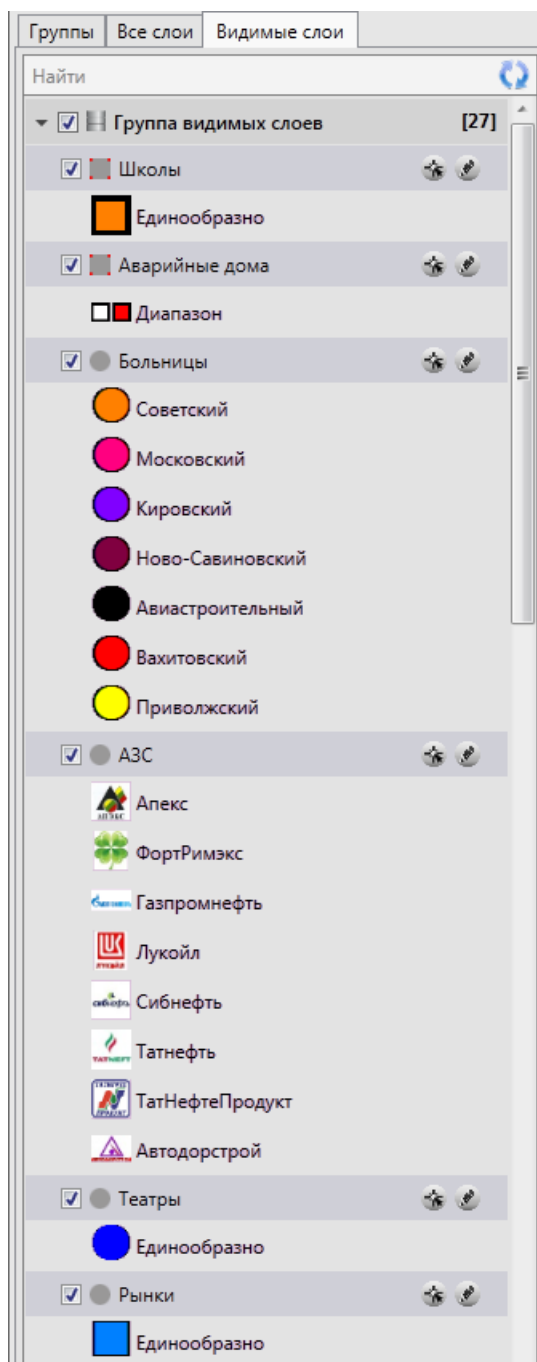 Группы Все слои Видимые слои
Найти
Группа видимых слоев [27]
Школы
Единообразно
Аварийные дома
Диапазон
Больницы
Советский
Московский
Кировский
Ново-Савиновский
Авиастроительный
Вахитовский
Приволжский
АЗС
Апекс
ФортРимэкс
Газпромнефть
Лукойл
Сибнефть
Татнефть
ТатНефтеПродукт
Автодорстрой
Театры
Единообразно
Рынки
Единообразно